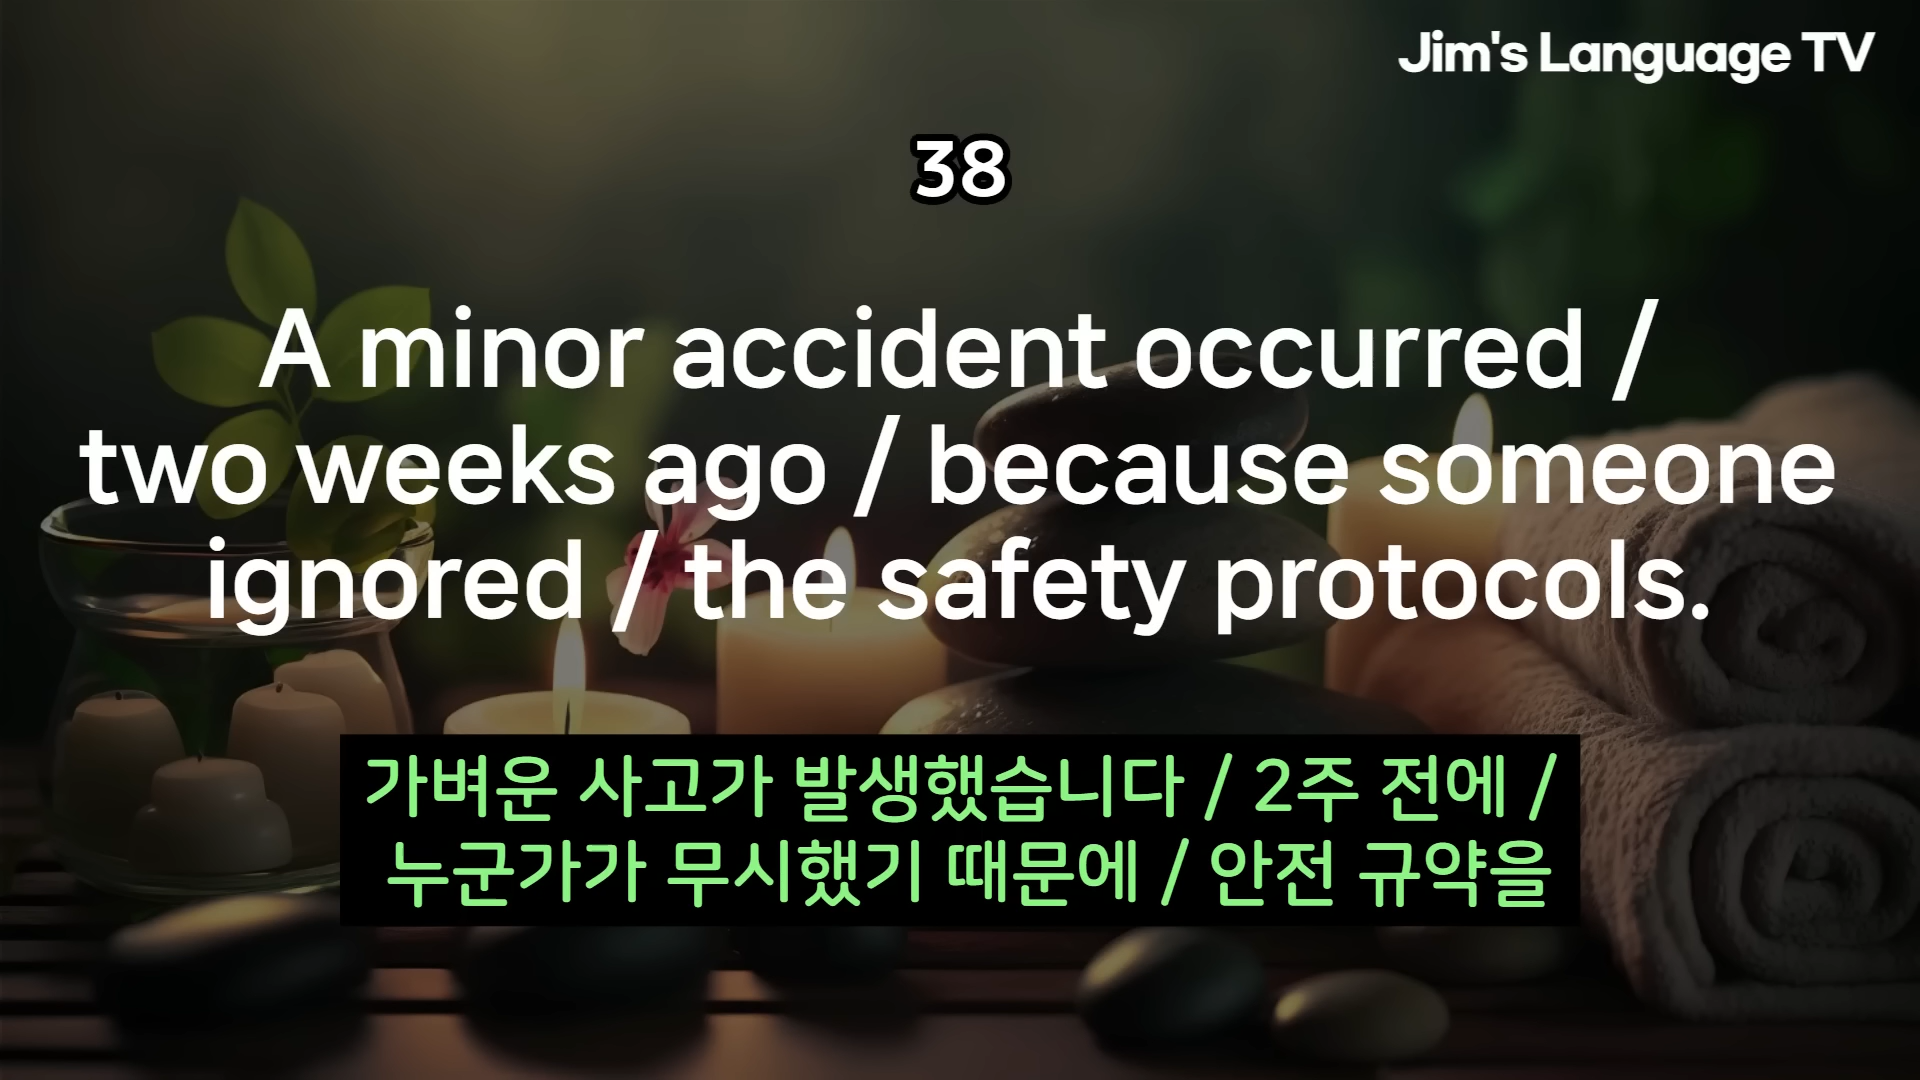 Jim's Language TV
38
A minor accident occurred /
two weeks ago / because someone
ignored / the safety protocols.
가벼운 사고가 발생했습니다 / 2주 전에 /
누군가가 무시했기 때문에 / 안전 규약을